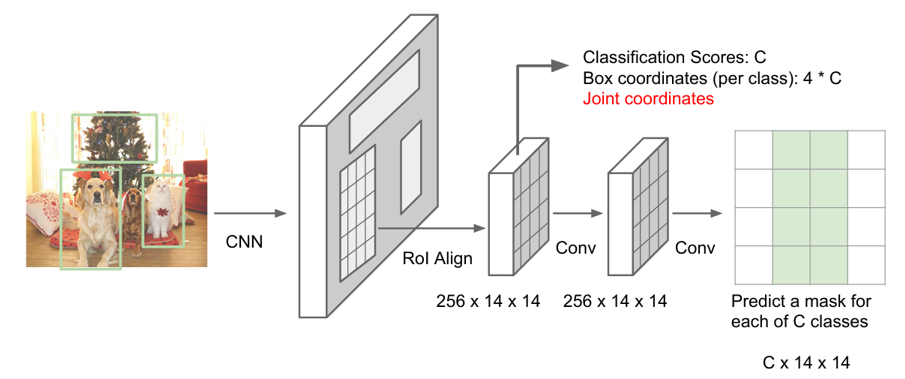 Classification Scores: C
Box coordinates (per class): 4 * C
Joint coordinates
CNN
RoI Align
Conv
Conv
256 x 14 x 14
256 x 14 x 14
Predict a mask for
each of C classes
C x 14 x 14